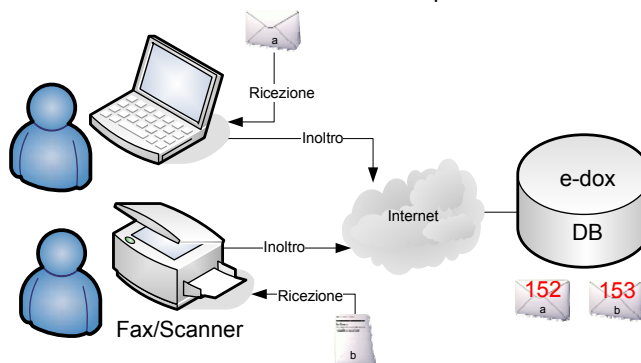 a
Ricezione
Inoltro
e-dox
Internet
DB
Inoltro
152
153
a
b
Ricezione
Fax/Scanner
b